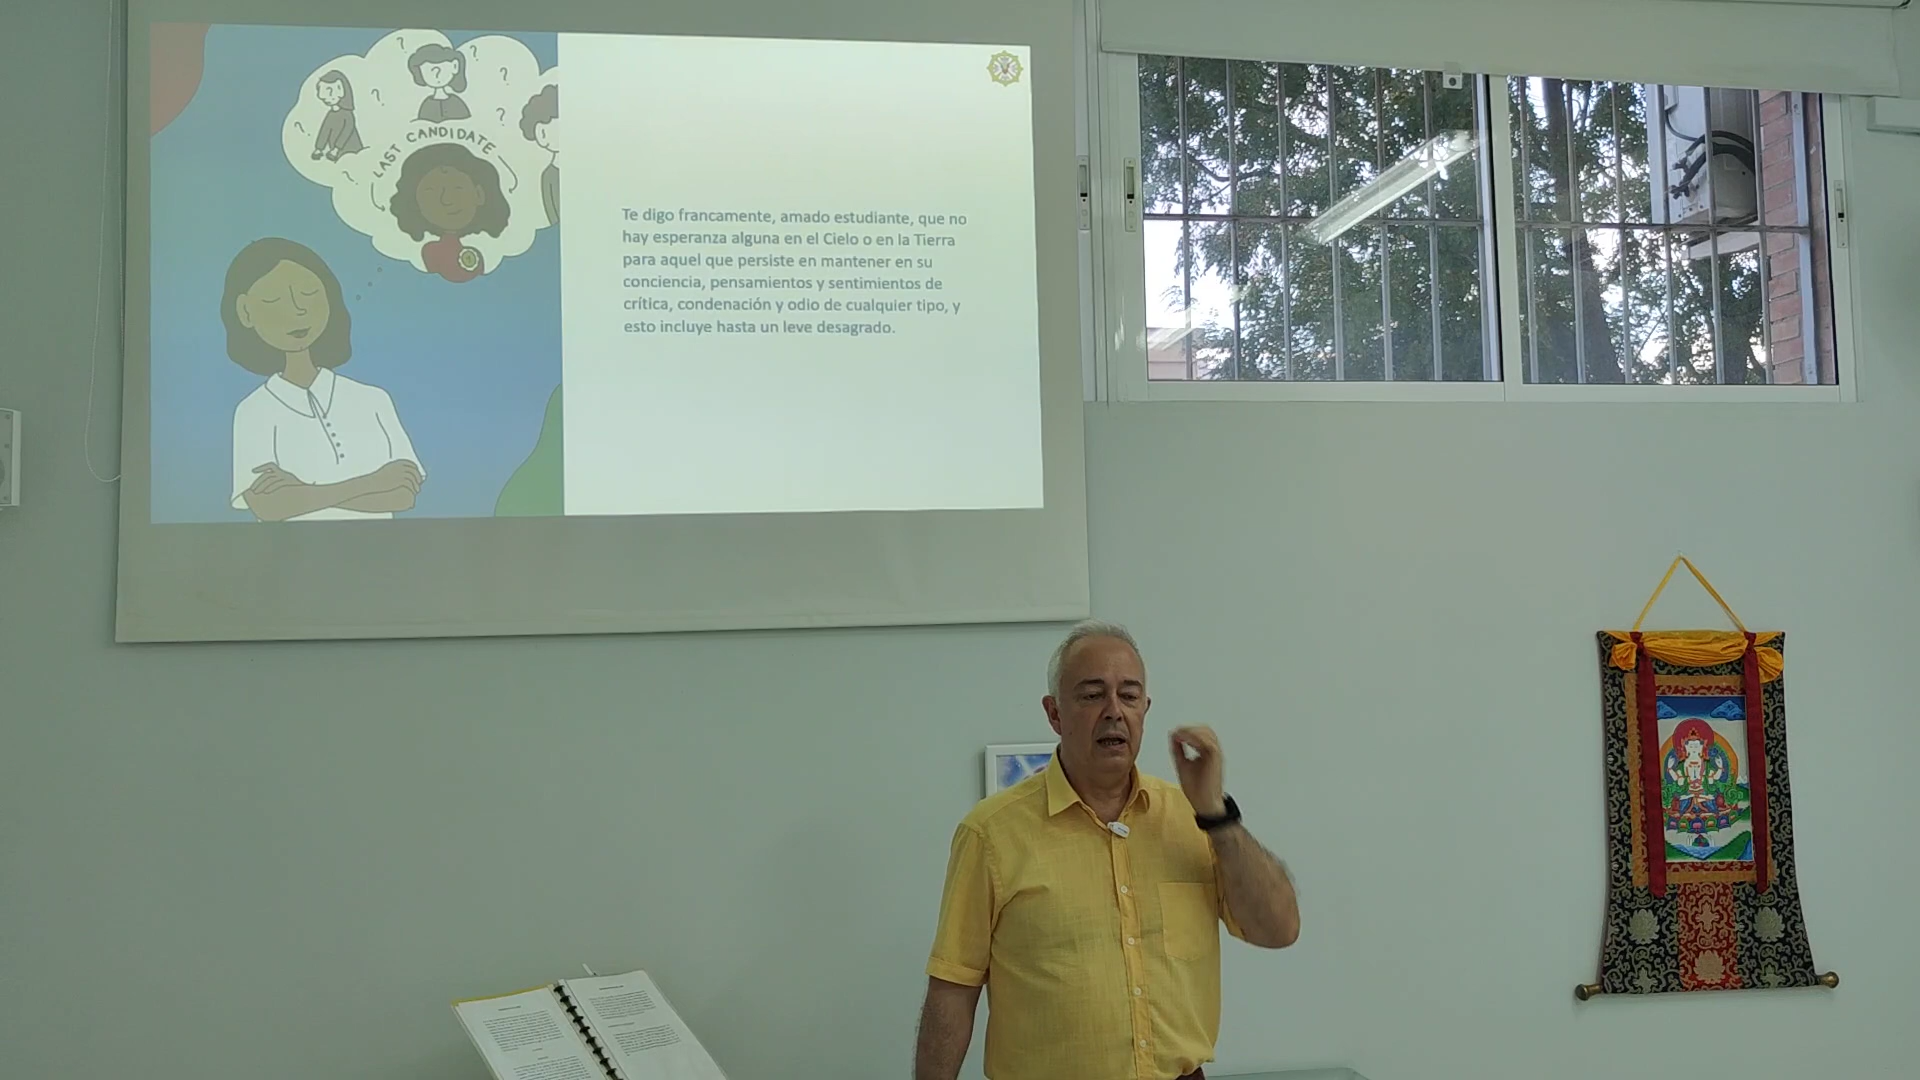 LAST CANDIDATE
Te digo francamente, amado estudiante, que no
hay esperanza alguna en el Cielo o en la Tierra
para aquel que persiste en mantener en su
conciencia, pensamientos y sentimientos de
crítica, condenación y odio de cualquier tipo, y
esto incluye hasta un leve desagrado.